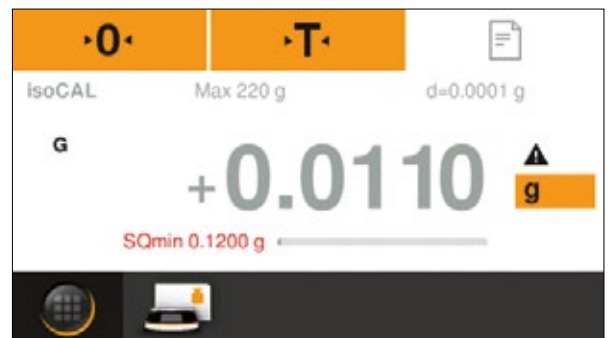 0 T
isoCAL Max 220 g d=0.0001 g
G
+0.0110 g
SQmin 0.1200 g